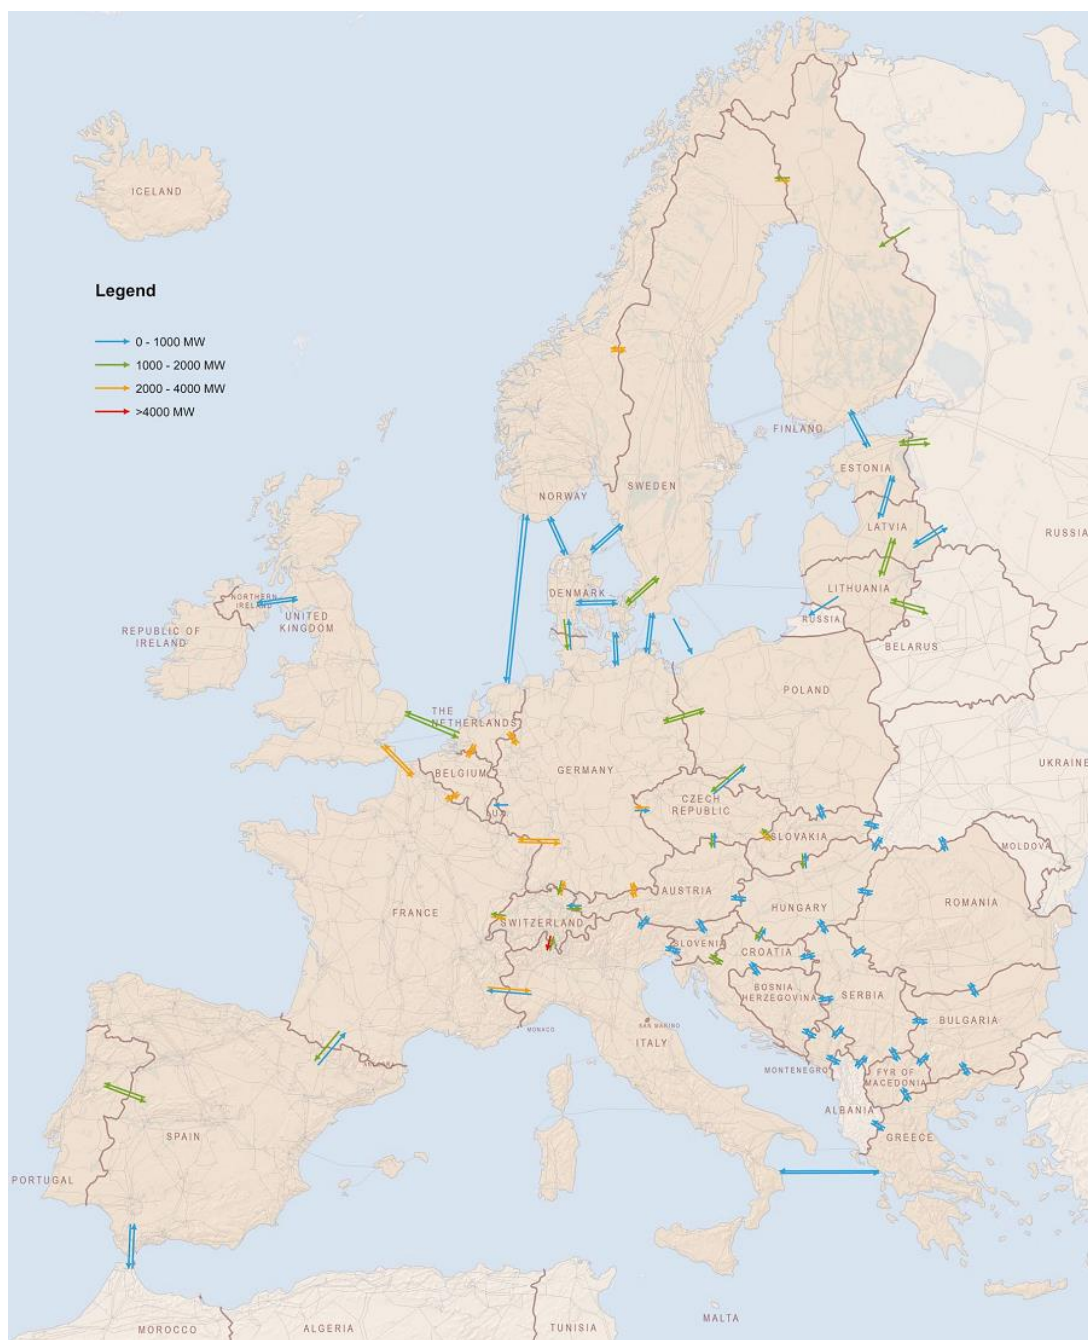 ICELAND
Legend
0 - 1000 MW
1000 - 2000 MW
2000 - 4000 MW
>4000 MW
FINLAND
ESTONIA
NORWAY
SWEDEN
LATVIA
RUSSIA
DENMARK
LITHUANIA
NORTHERN
IRELAND
UNITED
KINGDOM
REPUBLIC OF
IRELAND
RUSSIA
BELARUS
POLAND
THE
NETHERLANDS
UKRAINE
BELGIUM
GERMANY
CZECH
REPUBLIC
SLOVAKIA
MOLDOVA
AUSTRIA
HUNGARY
ROMANIA
FRANCE
SWITZERLAND
SLOVENIA
CROATIA
BOSNIA
HERZEGOVINA
SERBIA
BULGARIA
MONACO
SAN MARINO
ITALY
MONTENEGRO
FYR OF
MACEDONIA
ALBANIA
GREECE
SPAIN
PORTUGAL
MALTA
MOROCCO
ALGERIA
TUNISIA